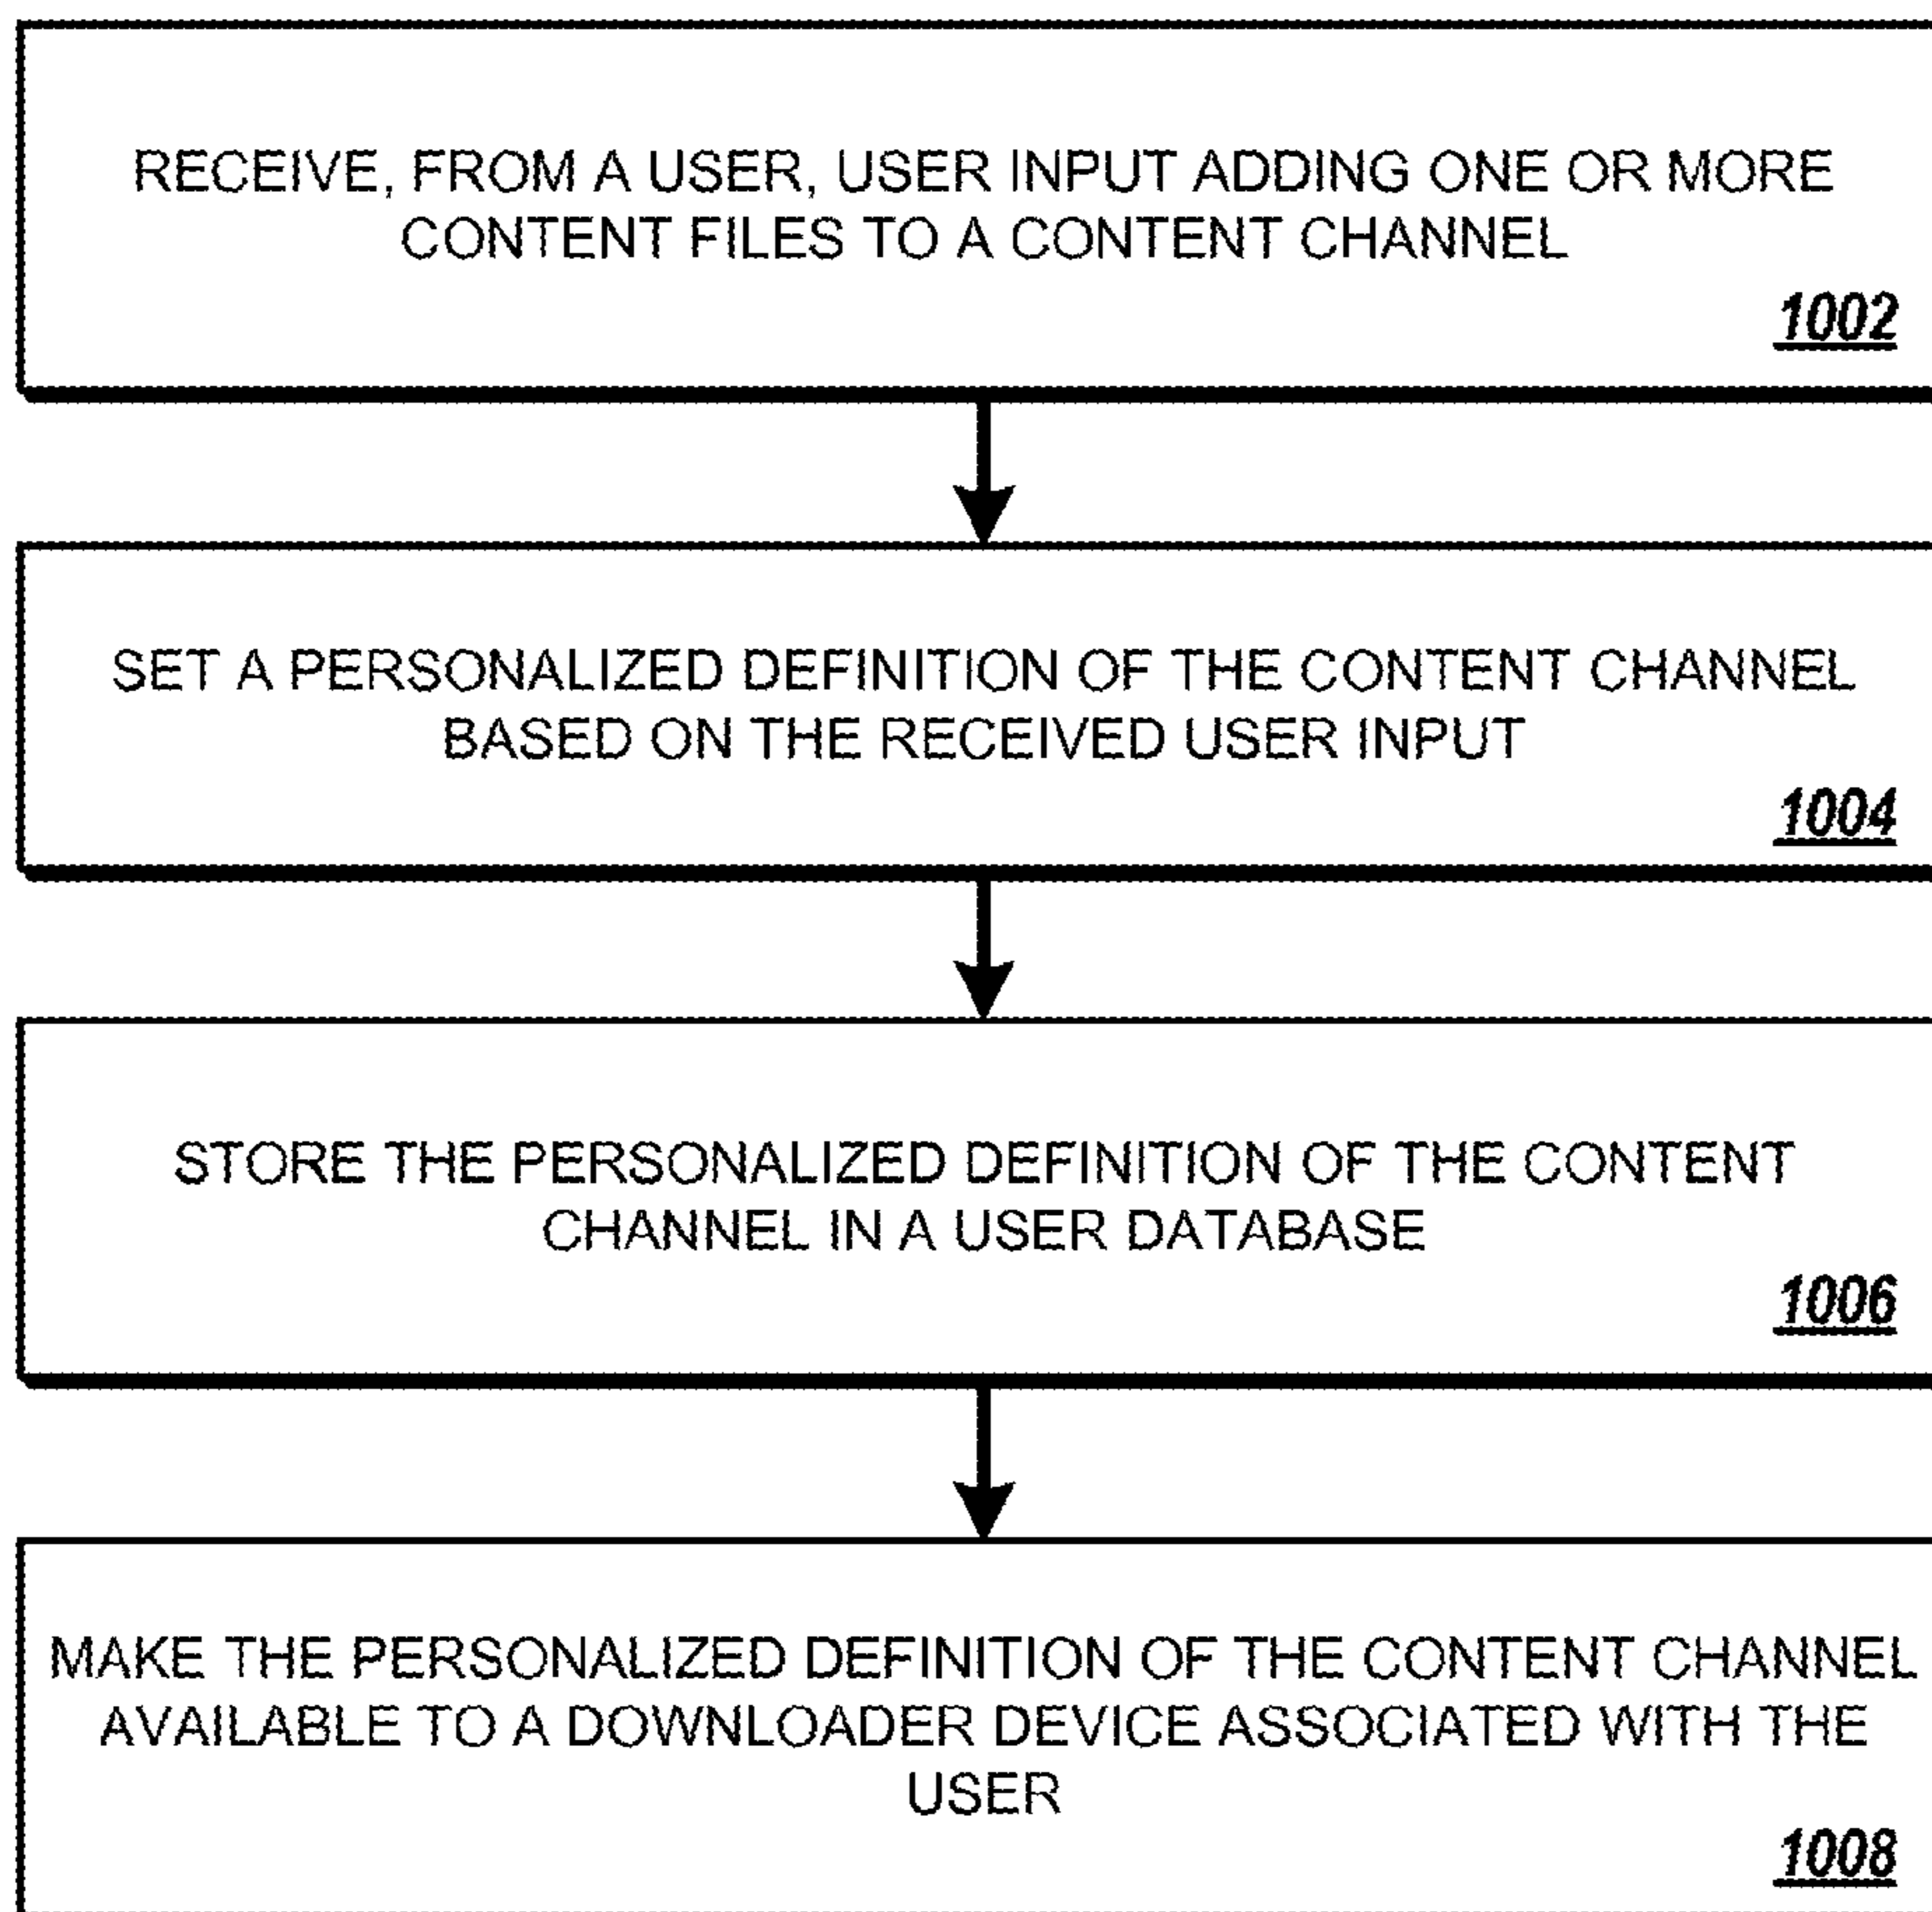 RECEIVE, FROM A USER, USER INPUT ADDING ONE OR MORE
CONTENT FILES TO A CONTENT CHANNEL
1002
SET A PERSONALIZED DEFINITION OF THE CONTENT CHANNEL
BASED ON THE RECEIVED USER INPUT
1004
STORE THE PERSONALIZED DEFINITION OF THE CONTENT
CHANNEL IN A USER DATABASE
1006
MAKE THE PERSONALIZED DEFINITION OF THE CONTENT CHANNEL
AVAILABLE TO A DOWNLOADER DEVICE ASSOCIATED WITH THE
USER
1008